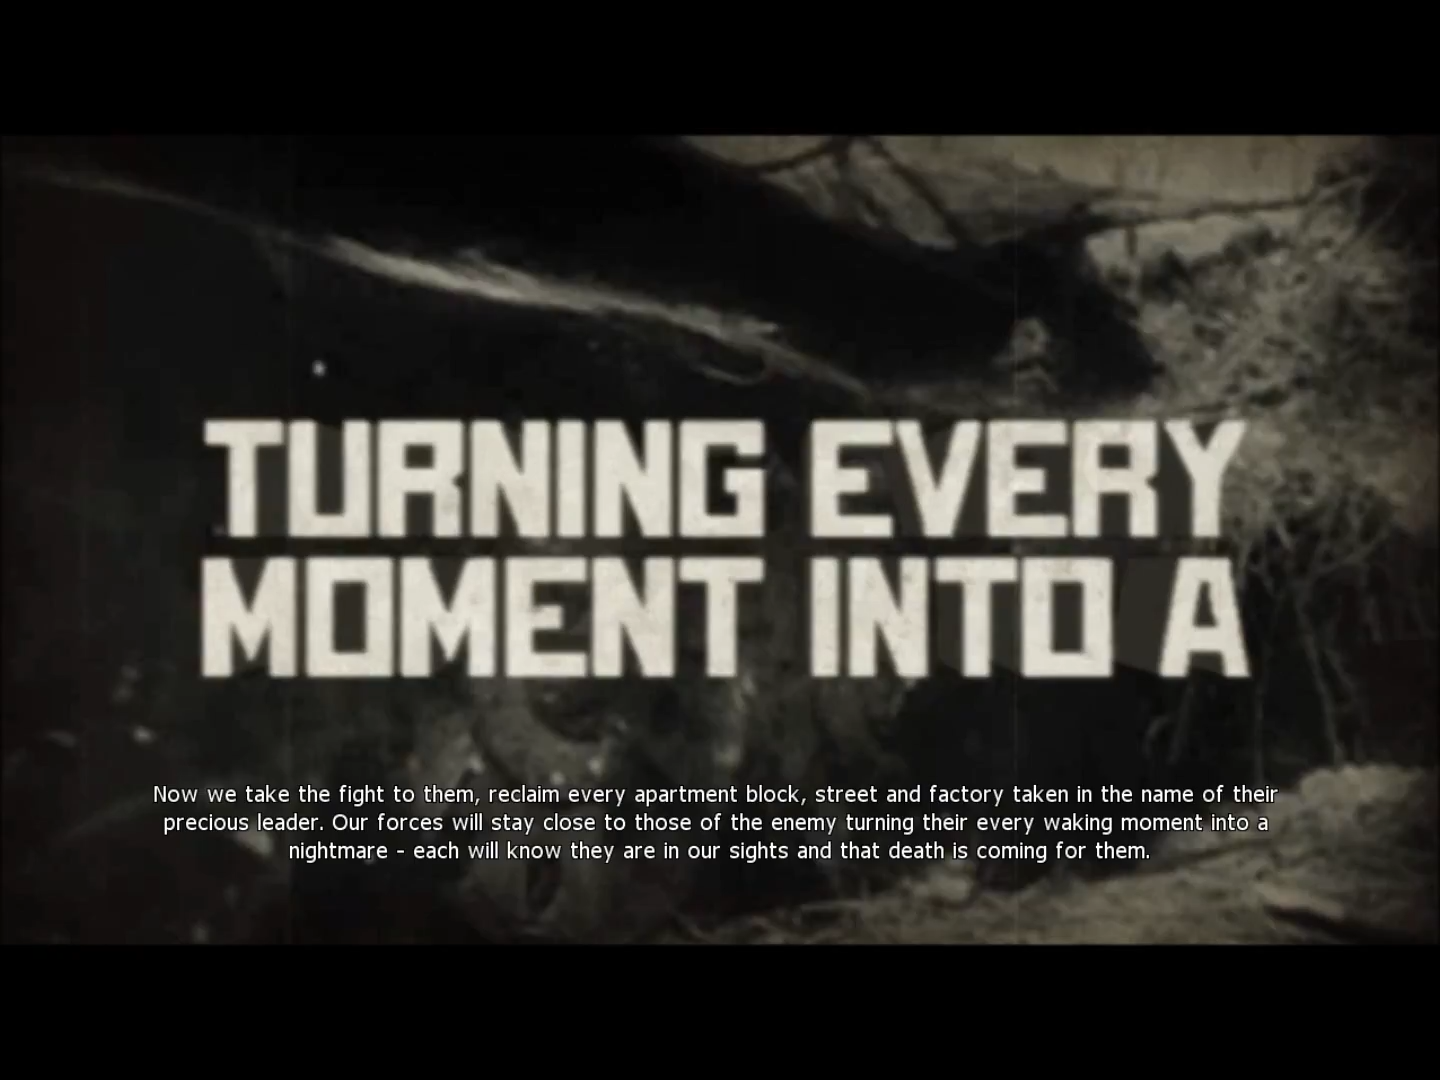 TURNING EVERY
MOMENT INTO A
Now we take the fight to them, reclaim every apartment block, street and factory taken in the name of their
precious leader. Our forces will stay close to those of the enemy turning their every waking moment into a
nightmare - each will know they are in our sights and that death is coming for them.